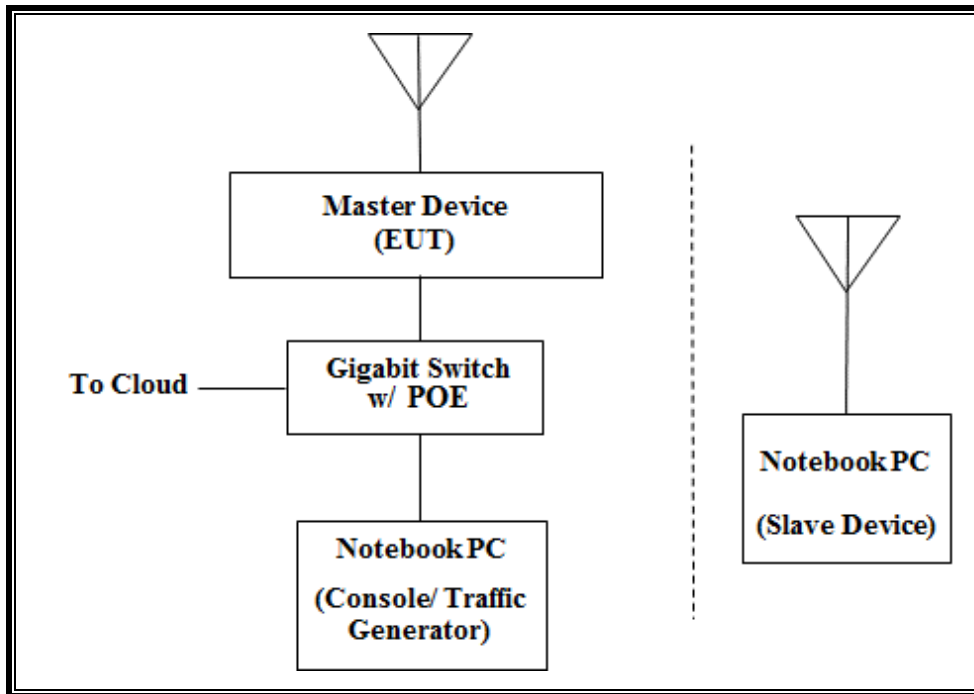 Master Device
(EUT)
To Cloud
Gigabit Switch
w/ POE
Notebook PC
(Console/ Traffic
Generator)
Notebook PC
(Slave Device)